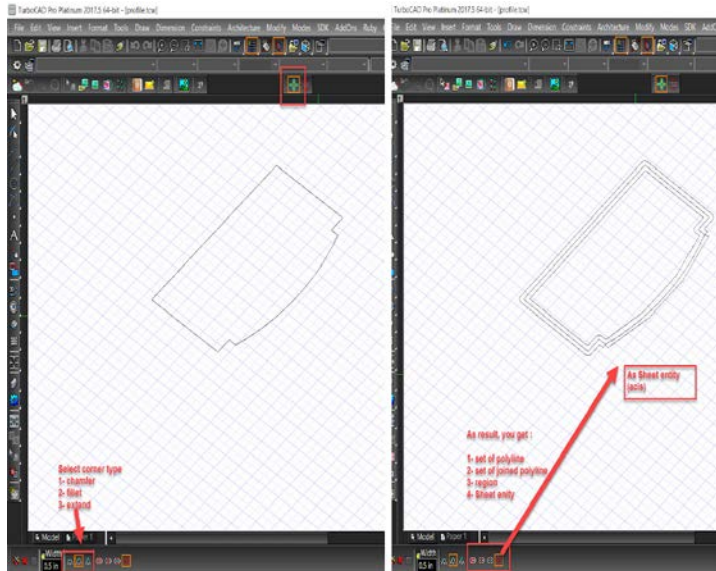 TurboCAD Pro Platinum 2017.5 64-bit - [profile.tcw]
File Edit View Insert Format Tools Draw Dimension Constraints Architecture Modify Modes SDK AddOns Ruby
Select corner type
1- chamfer
2- fillet
3- extend
Model Paper 1
Width
0.5 in
TurboCAD Pro Platinum 2017.5 64-bit - [profile.tcw]
File Edit View Insert Format Tools Draw Dimension Constraints Architecture Modify Modes SDK AddO
As Sheet entity
(acis)
As result, you get :
1- set of polyline
2- set of joined polyline
3- region
4- Sheet enity
Model Paper 1
Width
0.5 in